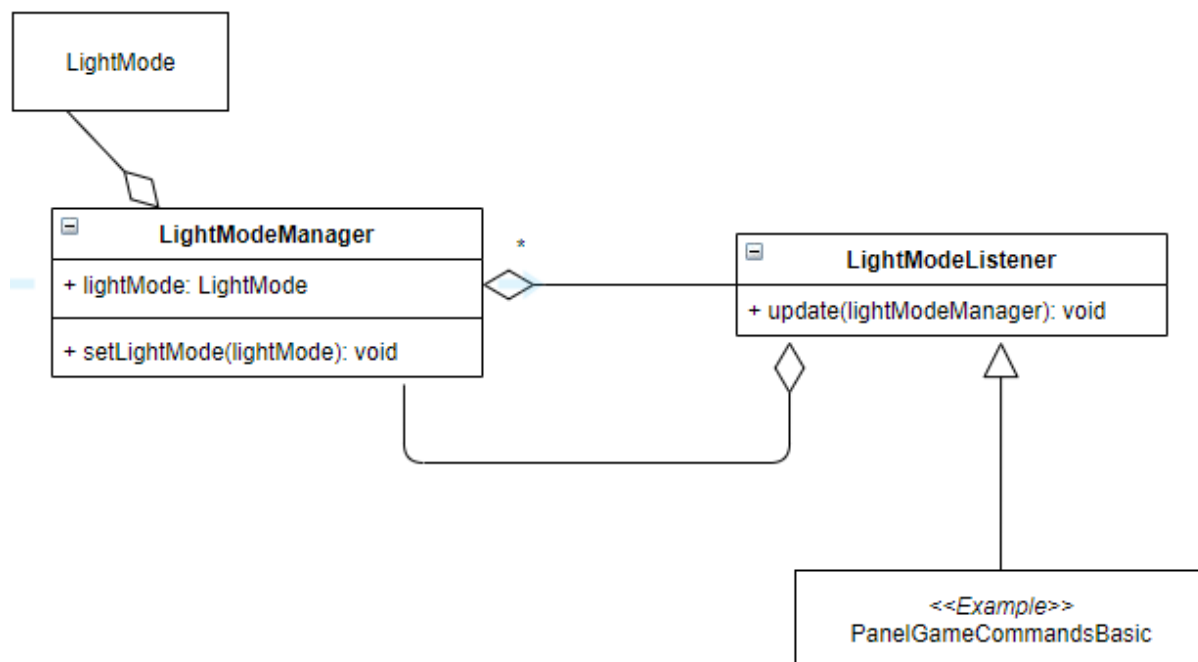 LightMode
LightModeManager
+ lightMode: LightMode
+ setLightMode(lightMode): void
*
LightModeListener
+ update(lightModeManager): void
<<Example>>
PanelGameCommandsBasic